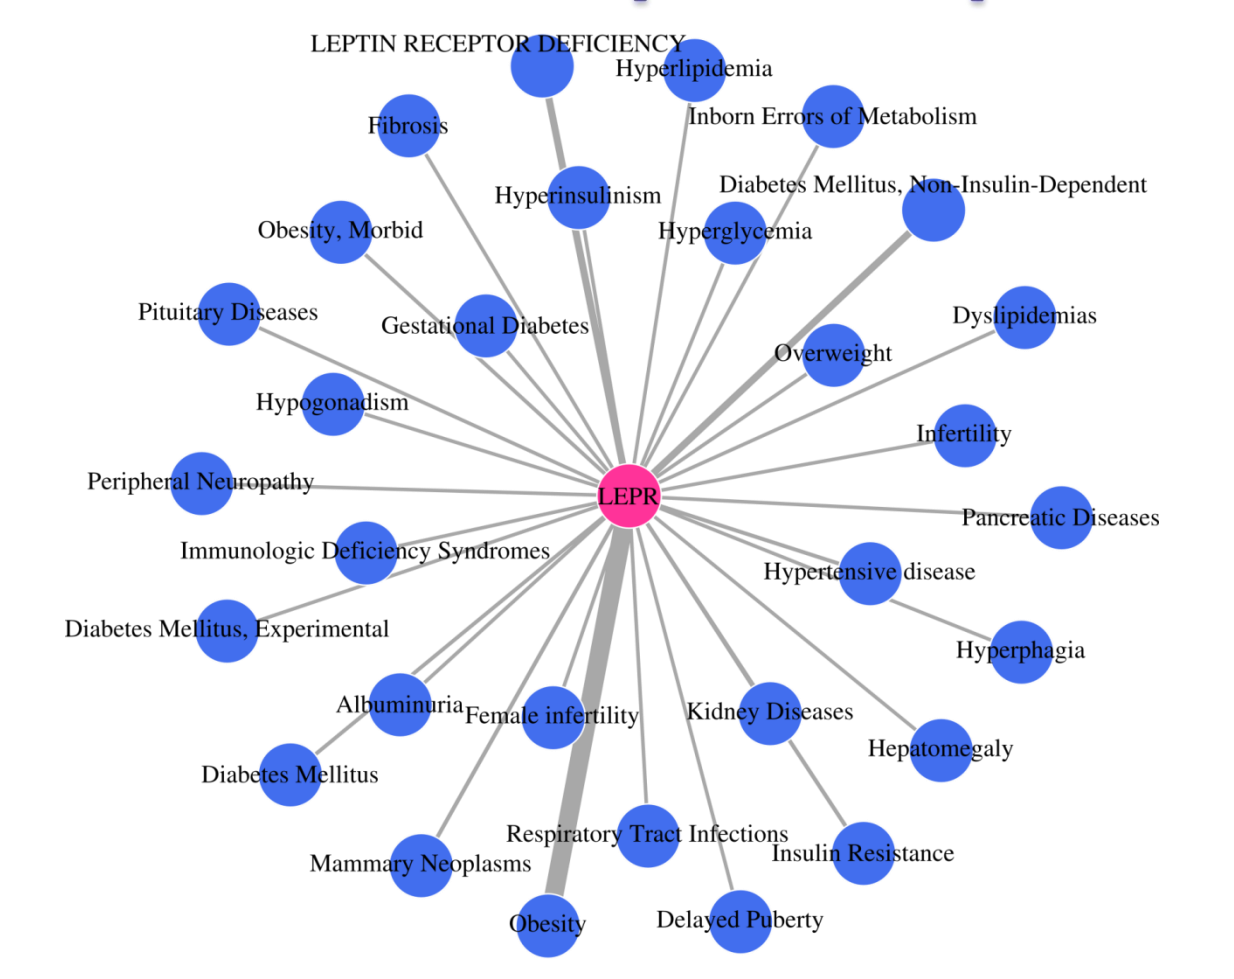 LEPTIN RECEPTOR DEFICIENCY
Hyperlipidemia
Inborn Errors of Metabolism
Fibrosis
Diabetes Mellitus, Non-Insulin-Dependent
Hyperinsulinism
Obesity, Morbid
Hyperglycemia
Pituitary Diseases
Dyslipidemias
Gestational Diabetes
Overweight
Hypogonadism
Infertility
Peripheral Neuropathy
LEPR
Pancreatic Diseases
Immunologic Deficiency Syndromes
Hypertensive disease
Diabetes Mellitus, Experimental
Hyperphagia
Albuminuria
Female infertility
Kidney Diseases
Hepatomegaly
Diabetes Mellitus
Respiratory Tract Infections
Insulin Resistance
Mammary Neoplasms
Obesity
Delayed Puberty